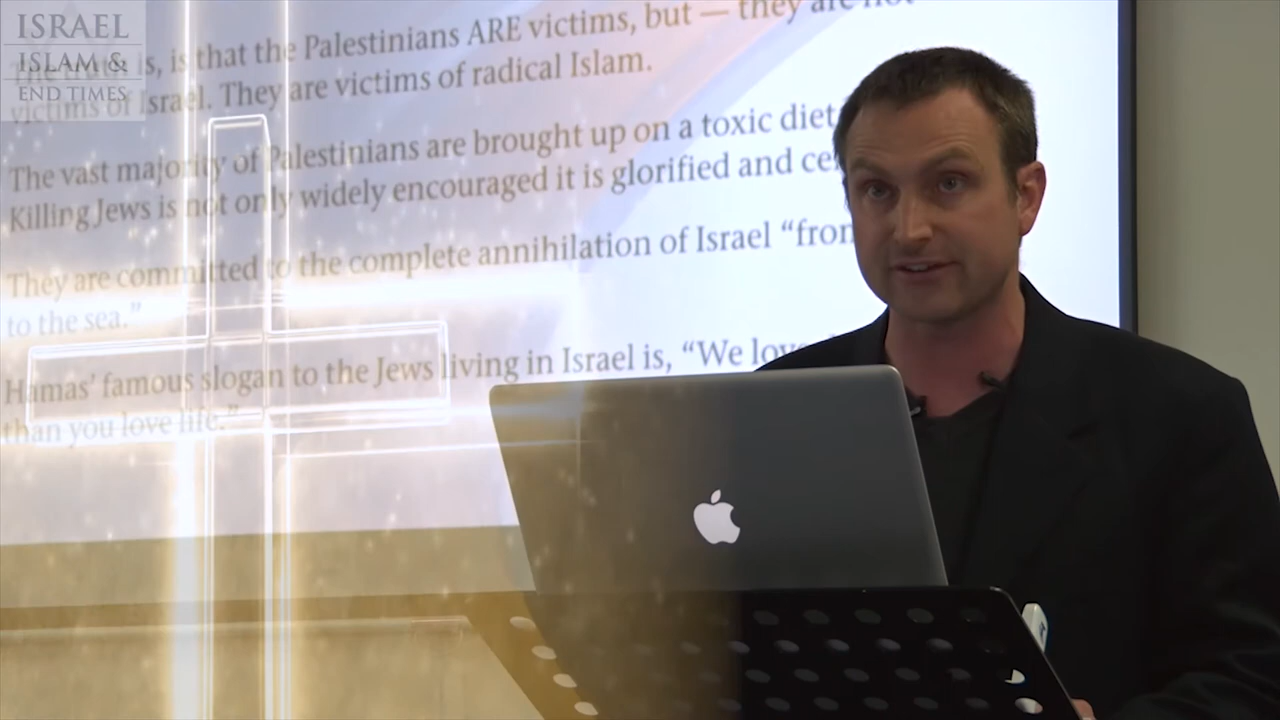 ISRAEL
ISLAM &
END TIMES
is, is that the Palestinians ARE victims, but — they are not
victims of Israel. They are victims of radical Islam.
The vast majority of Palestinians are brought up on a toxic diet
Killing Jews is not only widely encouraged it is glorified and
They are committed to the complete annihilation of Israel “from
to the sea.”
Hamas’ famous slogan to the Jews living in Israel is, “We love
than you love life.”